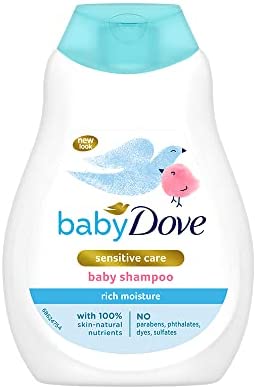 new look
baby Dove
sensitive care
baby shampoo
rich moisture
with 100%
skin-natural
nutrients
NO
parabens, phthalates,
dyes, sulfates